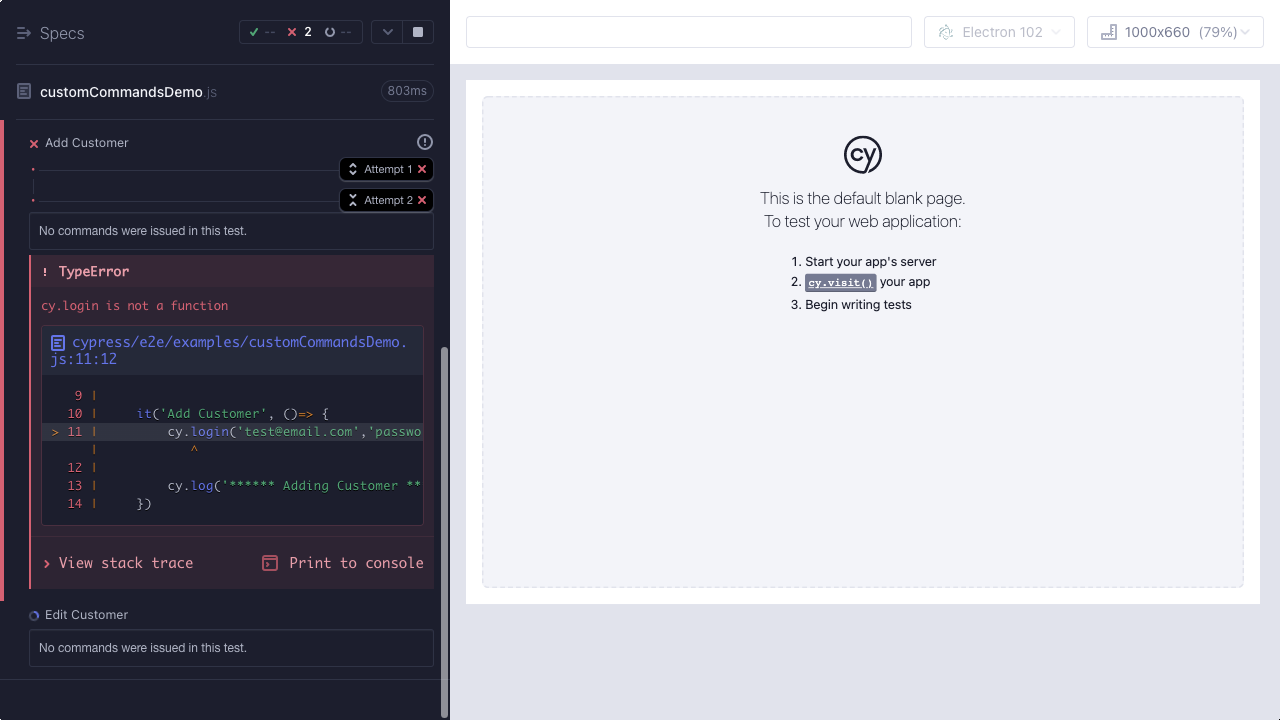 Specs
-- 2 --
customCommandsDemo.js 803ms
Add Customer
Attempt 1
Attempt 2
No commands were issued in this test.
! TypeError
cy.login is not a function
cypress/e2e/examples/customCommandsDemo.
js:11:12
9 |
10 | it('Add Customer', ()=> {
> 11 | cy.login('test@email.com','passwo
| ^
12 |
13 | cy.log('****** Adding Customer **
14 | })
> View stack trace
Print to console
Edit Customer
No commands were issued in this test.
Electron 102
1000x660 (79%)
cy
This is the default blank page.
To test your web application:
1. Start your app's server
2. cy.visit() your app
3. Begin writing tests